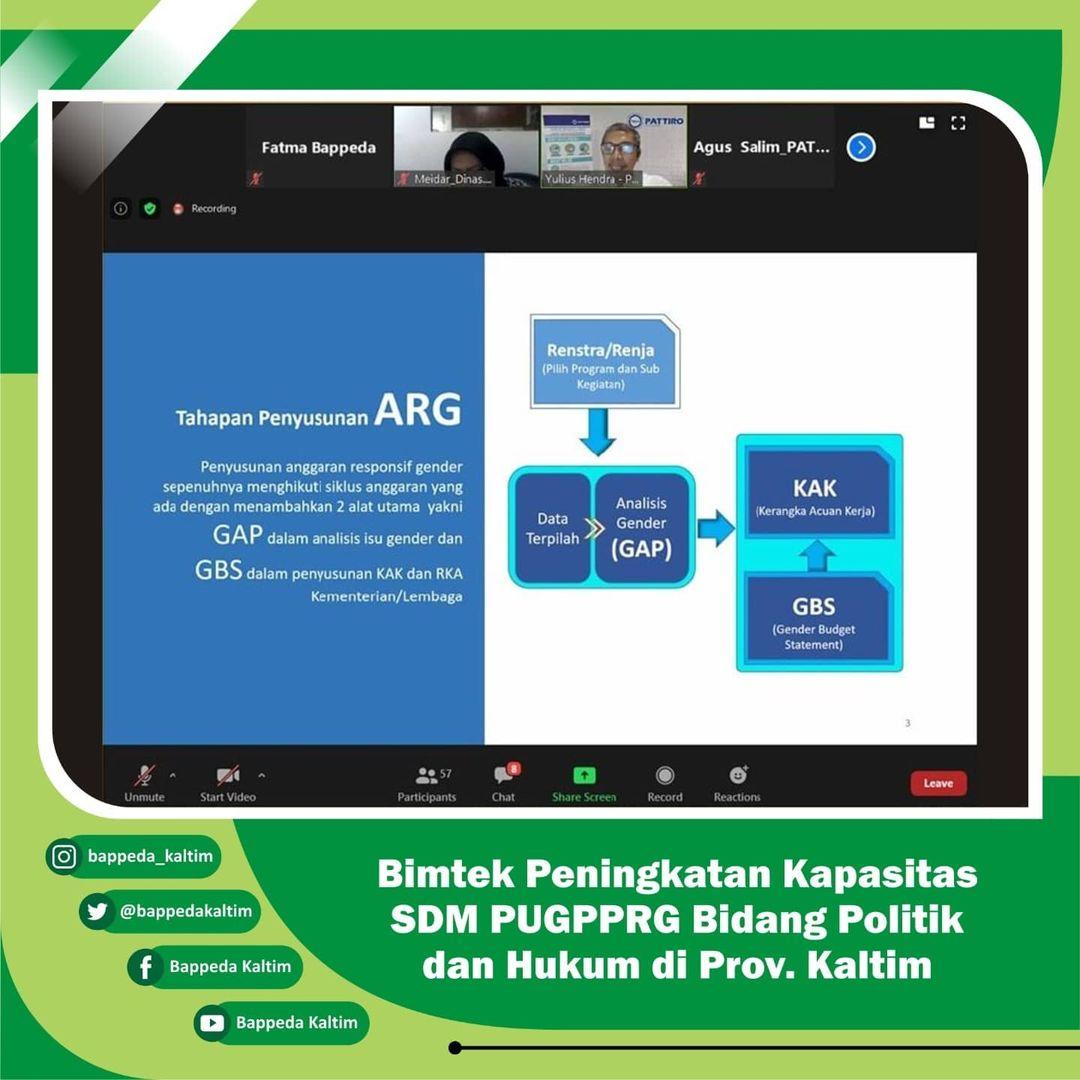 Fatma Bappeda
Meidar_Dinas...
PATTIRO
Yulius Hendra - P...
Agus Salim_PAT...
Recording
Tahapan Penyusunan ARG
Penyusunan anggaran responsif gender
sepenuhnya menghikuti siklus anggaran yang
ada dengan menambahkan 2 alat utama yakni
GAP dalam analisis isu gender dan
GBS dalam penyusunan KAK dan RKA
Kementerian/Lembaga
Renstra/Renja
(Pilih Program dan Sub
Kegiatan)
Data
Terpilah
Analisis
Gender
(GAP)
KAK
(Kerangka Acuan Kerja)
GBS
(Gender Budget
Statement)
3
Unmute
Start Video
57
Participants
8
Chat
Share Screen
Record
Reactions
Leave
bappeda_kaltim
@bappedakaltim
Bappeda Kaltim
Bappeda Kaltim
Bimtek Peningkatan Kapasitas
SDM PUGPPRG Bidang Politik
dan Hukum di Prov. Kaltim